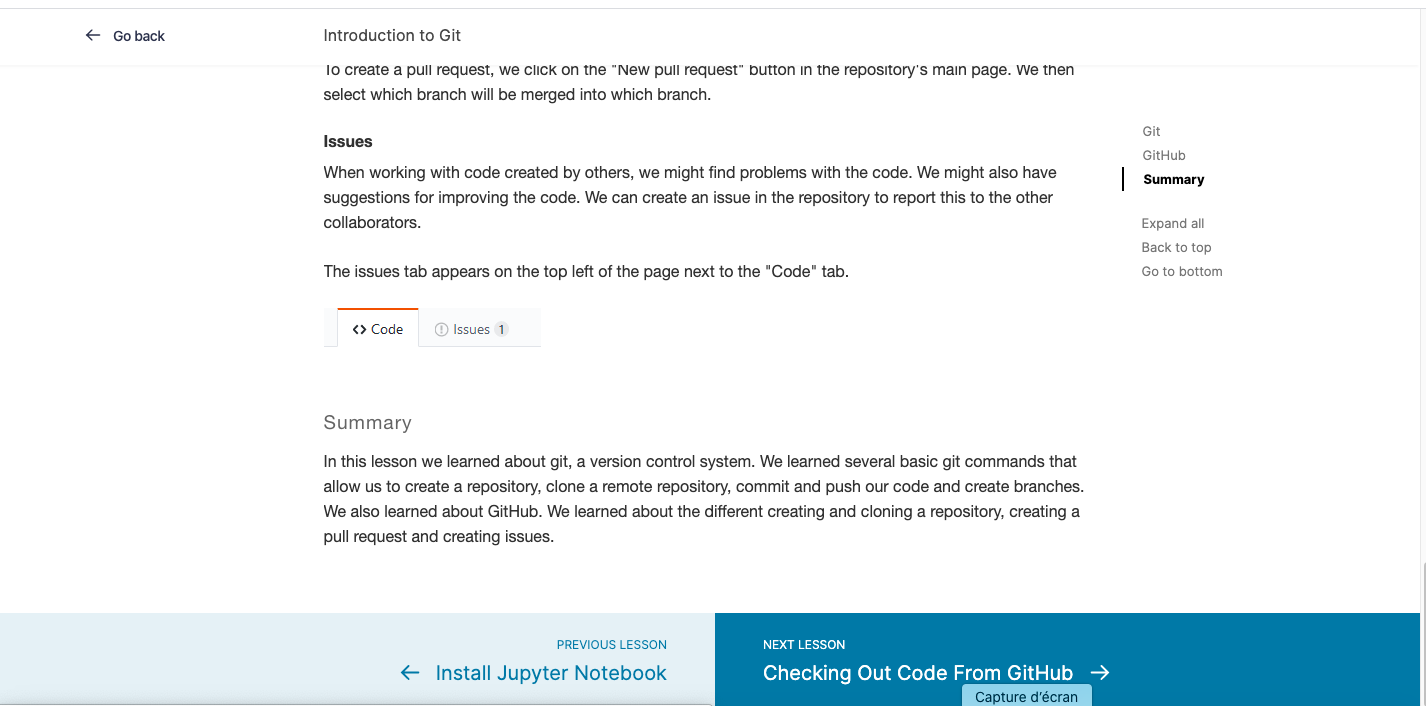 Go back
Introduction to Git
To create a pull request, we click on the "New pull request" button in the repository's main page. We then
select which branch will be merged into which branch.
Issues
When working with code created by others, we might find problems with the code. We might also have
suggestions for improving the code. We can create an issue in the repository to report this to the other
collaborators.
The issues tab appears on the top left of the page next to the "Code" tab.
<> Code
Issues 1
Summary
In this lesson we learned about git, a version control system. We learned several basic git commands that
allow us to create a repository, clone a remote repository, commit and push our code and create branches.
We also learned about GitHub. We learned about the different creating and cloning a repository, creating a
pull request and creating issues.
Git
GitHub
Summary
Expand all
Back to top
Go to bottom
PREVIOUS LESSON
Install Jupyter Notebook
NEXT LESSON
Checking Out Code From GitHub
Capture d'écran